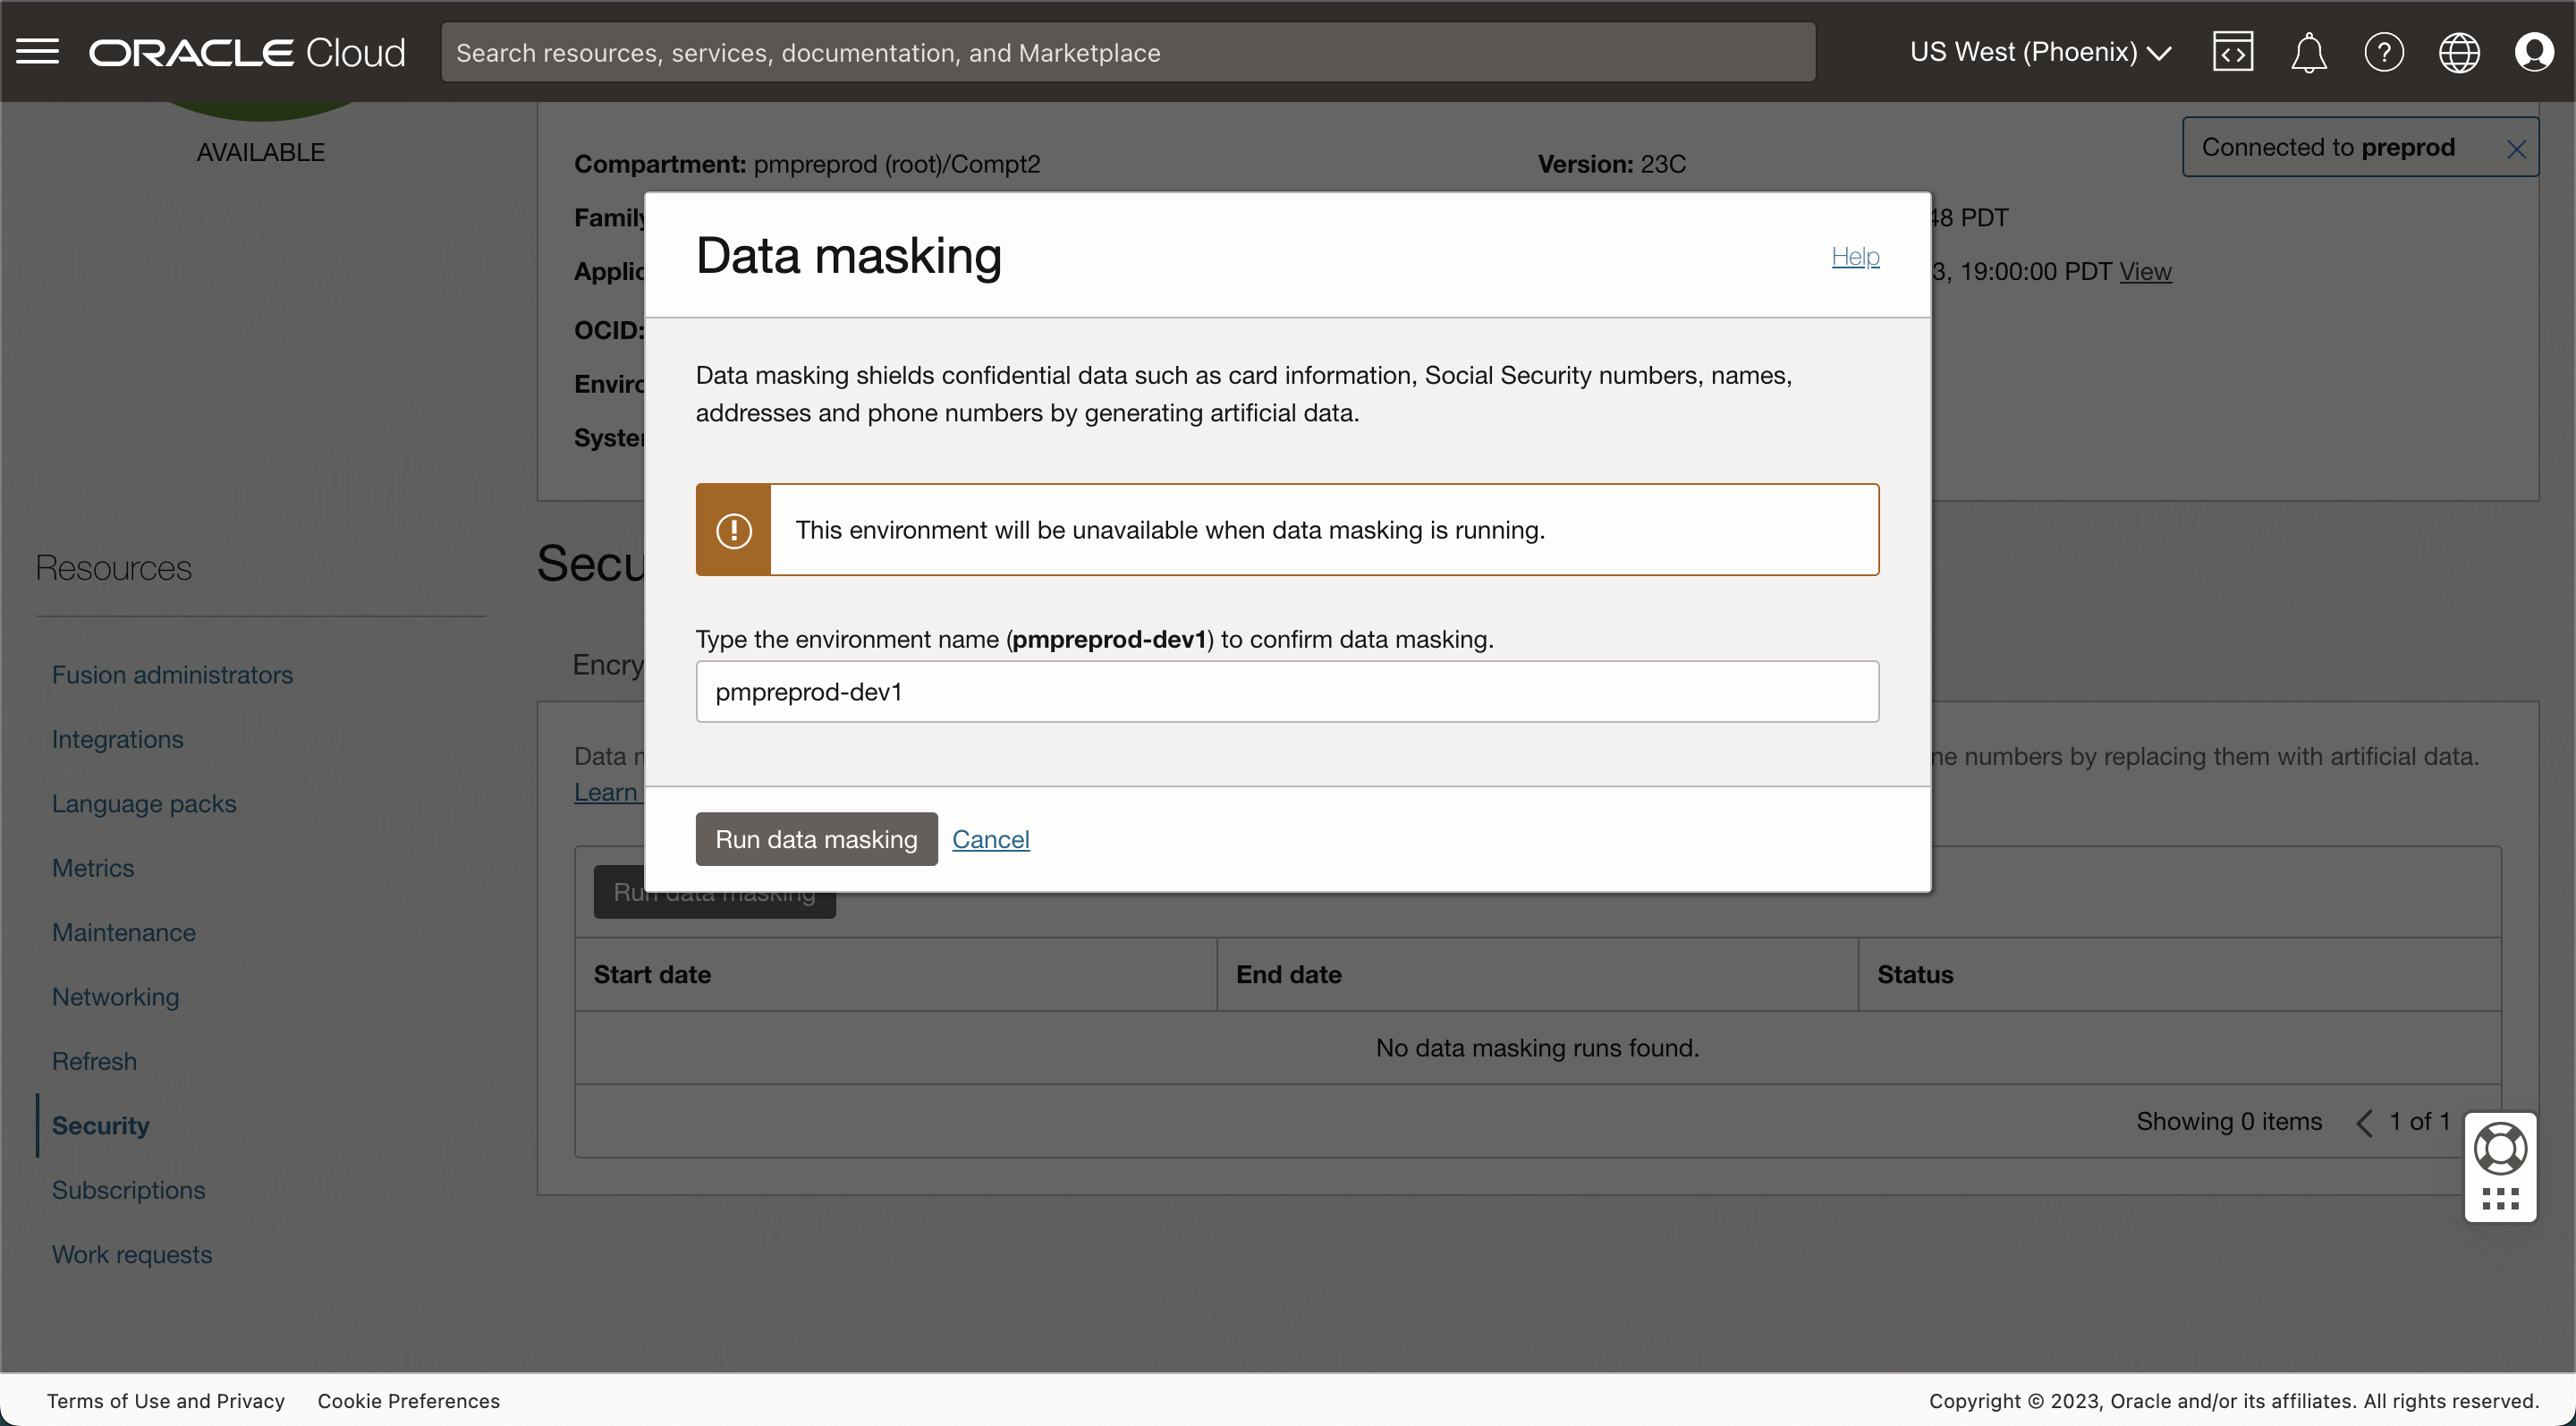 ORACLE Cloud
Search resources, services, documentation, and Marketplace
US West (Phoenix)
AVAILABLE
Compartment: pmpreprod (root)/Compt2
Version: 23C
Connected to preprod
Family
48 PDT
Applic
3, 19:00:00 PDT View
OCID:
Enviro
System
Data masking
Help
Data masking shields confidential data such as card information, Social Security numbers, names,
addresses and phone numbers by generating artificial data.
This environment will be unavailable when data masking is running.
Type the environment name (pmpreprod-dev1) to confirm data masking.
pmpreprod-dev1
Run data masking
Cancel
Resources
Fusion administrators
Integrations
Language packs
Metrics
Maintenance
Networking
Refresh
Security
Subscriptions
Work requests
Secu
Encry
Data m
ne numbers by replacing them with artificial data.
Learn
Run data masking
Start date
End date
Status
No data masking runs found.
Showing 0 items
1 of 1
Terms of Use and Privacy
Cookie Preferences
Copyright © 2023, Oracle and/or its affiliates. All rights reserved.